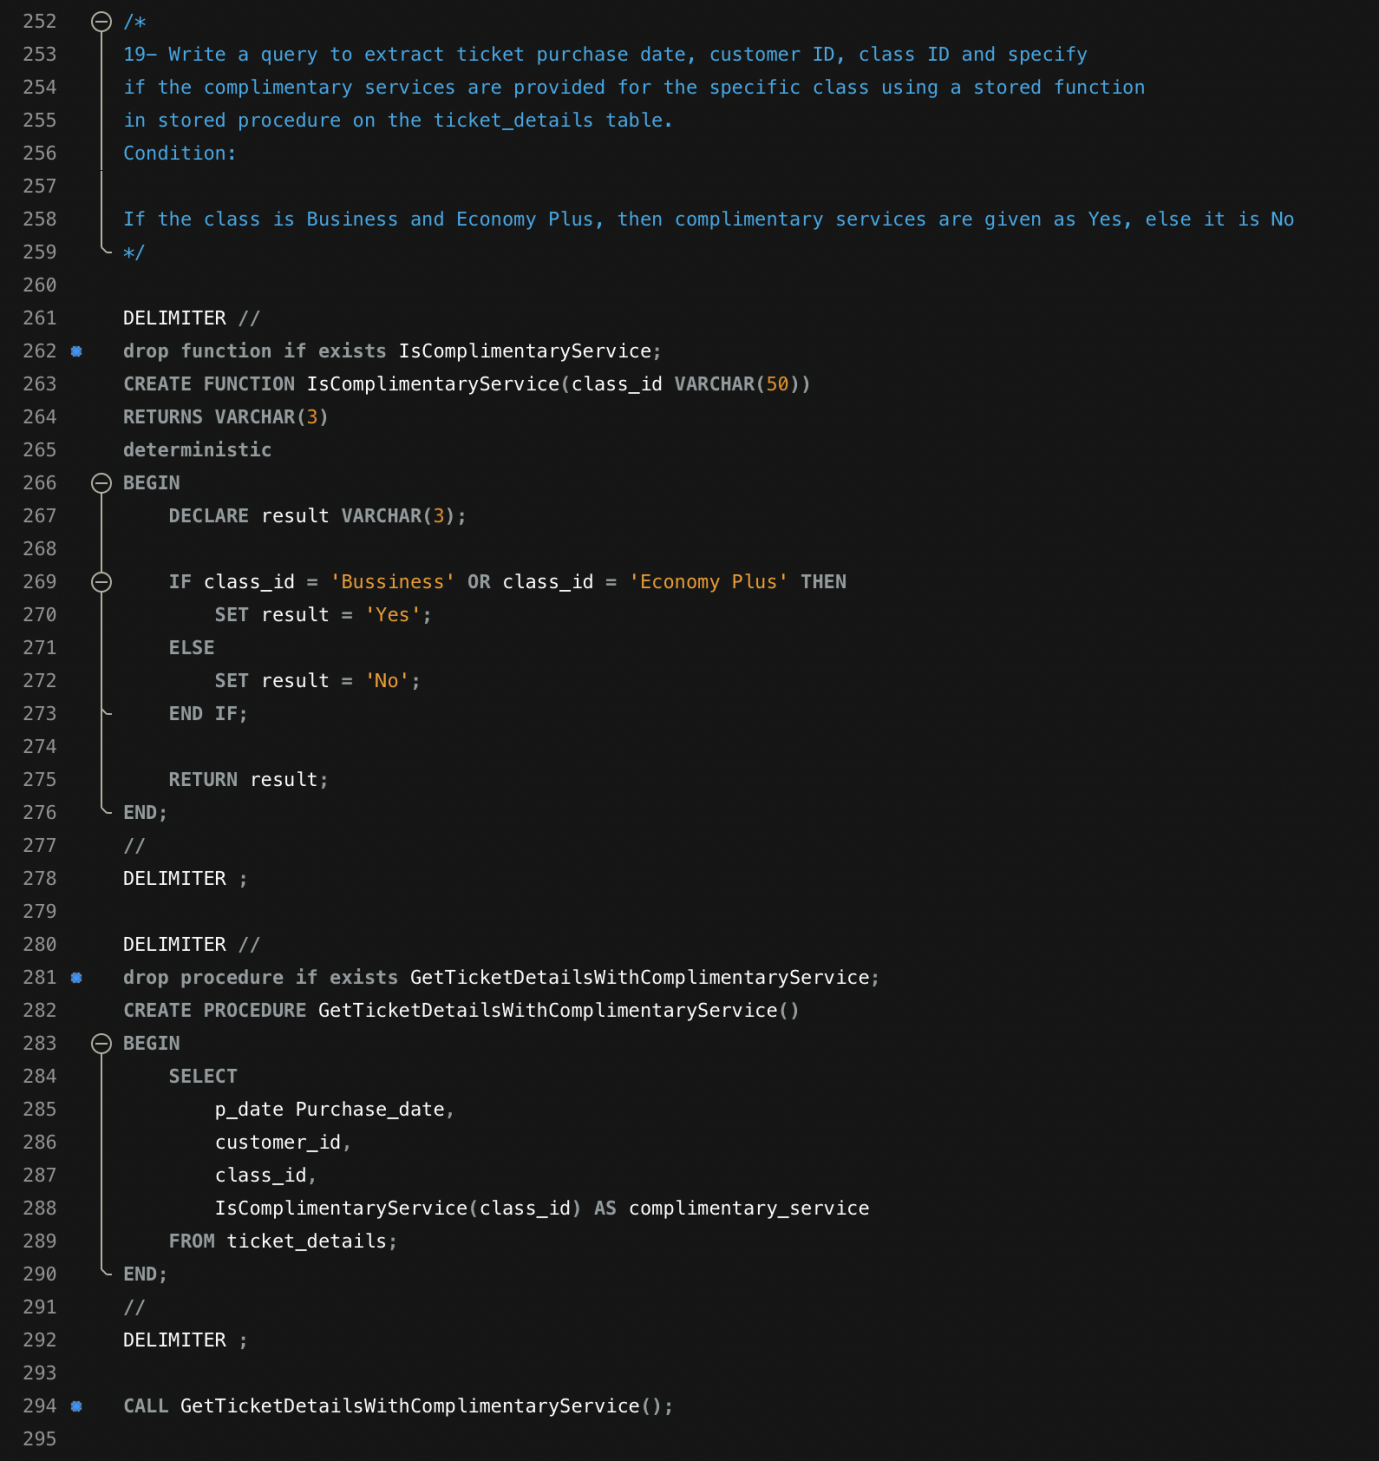 252 /*
253 19– Write a query to extract ticket purchase date, customer ID, class ID and specify
254 if the complimentary services are provided for the specific class using a stored function
255 in stored procedure on the ticket_details table.
256 Condition:
257
258 If the class is Business and Economy Plus, then complimentary services are given as Yes, else it is No
259 */
260
261 DELIMITER //
262 drop function if exists IsComplimentaryService;
263 CREATE FUNCTION IsComplimentaryService(class_id VARCHAR(50))
264 RETURNS VARCHAR(3)
265 deterministic
266 BEGIN
267 DECLARE result VARCHAR(3);
268
269 IF class_id = 'Bussiness' OR class_id = 'Economy Plus' THEN
270 SET result = 'Yes';
271 ELSE
272 SET result = 'No';
273 END IF;
274
275 RETURN result;
276 END;
277 //
278 DELIMITER ;
279
280 DELIMITER //
281 drop procedure if exists GetTicketDetailsWithComplimentaryService;
282 CREATE PROCEDURE GetTicketDetailsWithComplimentaryService()
283 BEGIN
284 SELECT
285 p_date Purchase_date,
286 customer_id,
287 class_id,
288 IsComplimentaryService(class_id) AS complimentary_service
289 FROM ticket_details;
290 END;
291 //
292 DELIMITER ;
293
294 CALL GetTicketDetailsWithComplimentaryService();
295